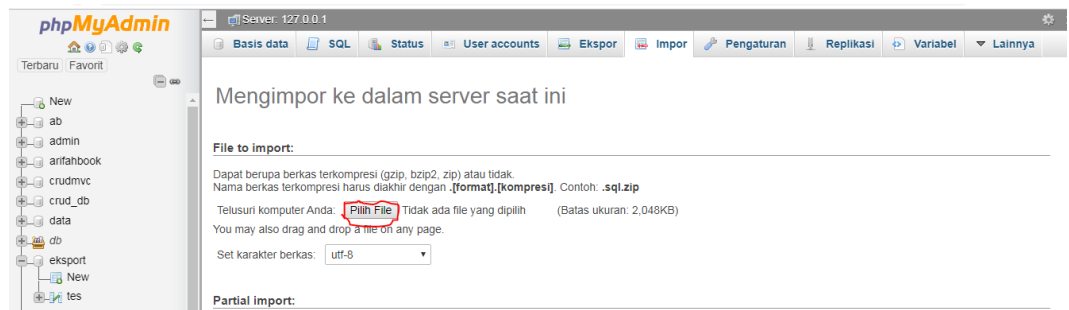 phpMyAdmin
Terbaru Favorit
New
ab
admin
arifahbook
crudmvc
crud_db
data
db
eksport
New
tes
Server: 127.0.0.1
Basis data SQL Status User accounts Ekspor Impor Pengaturan Replikasi Variabel Lainnya
Mengimpor ke dalam server saat ini
File to import:
Dapat berupa berkas terkompresi (gzip, bzip2, zip) atau tidak.
Nama berkas terkompresi harus diakhir dengan .[format].[kompresi]. Contoh: .sql.zip
Telusuri komputer Anda: Pilih File Tidak ada file yang dipilih (Batas ukuran: 2,048KB)
You may also drag and drop a file on any page.
Set karakter berkas: utf-8
Partial import: